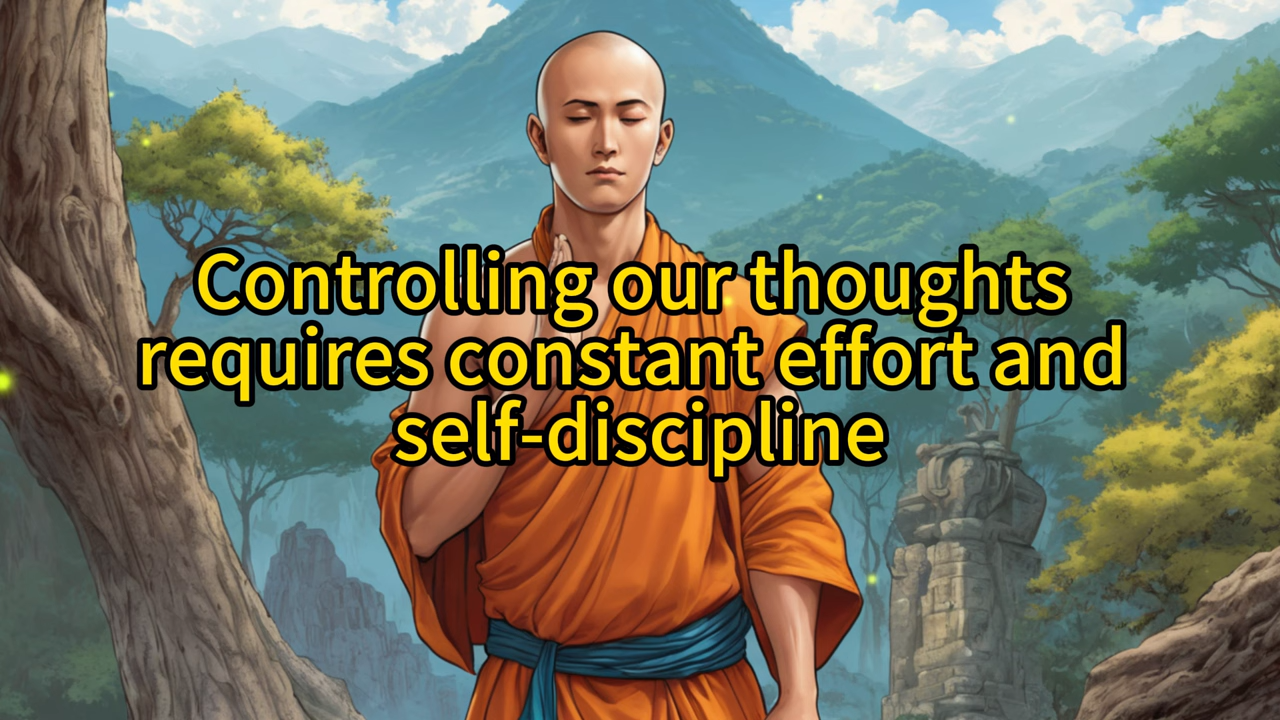 Controlling our thoughts
requires constant effort and
self-discipline